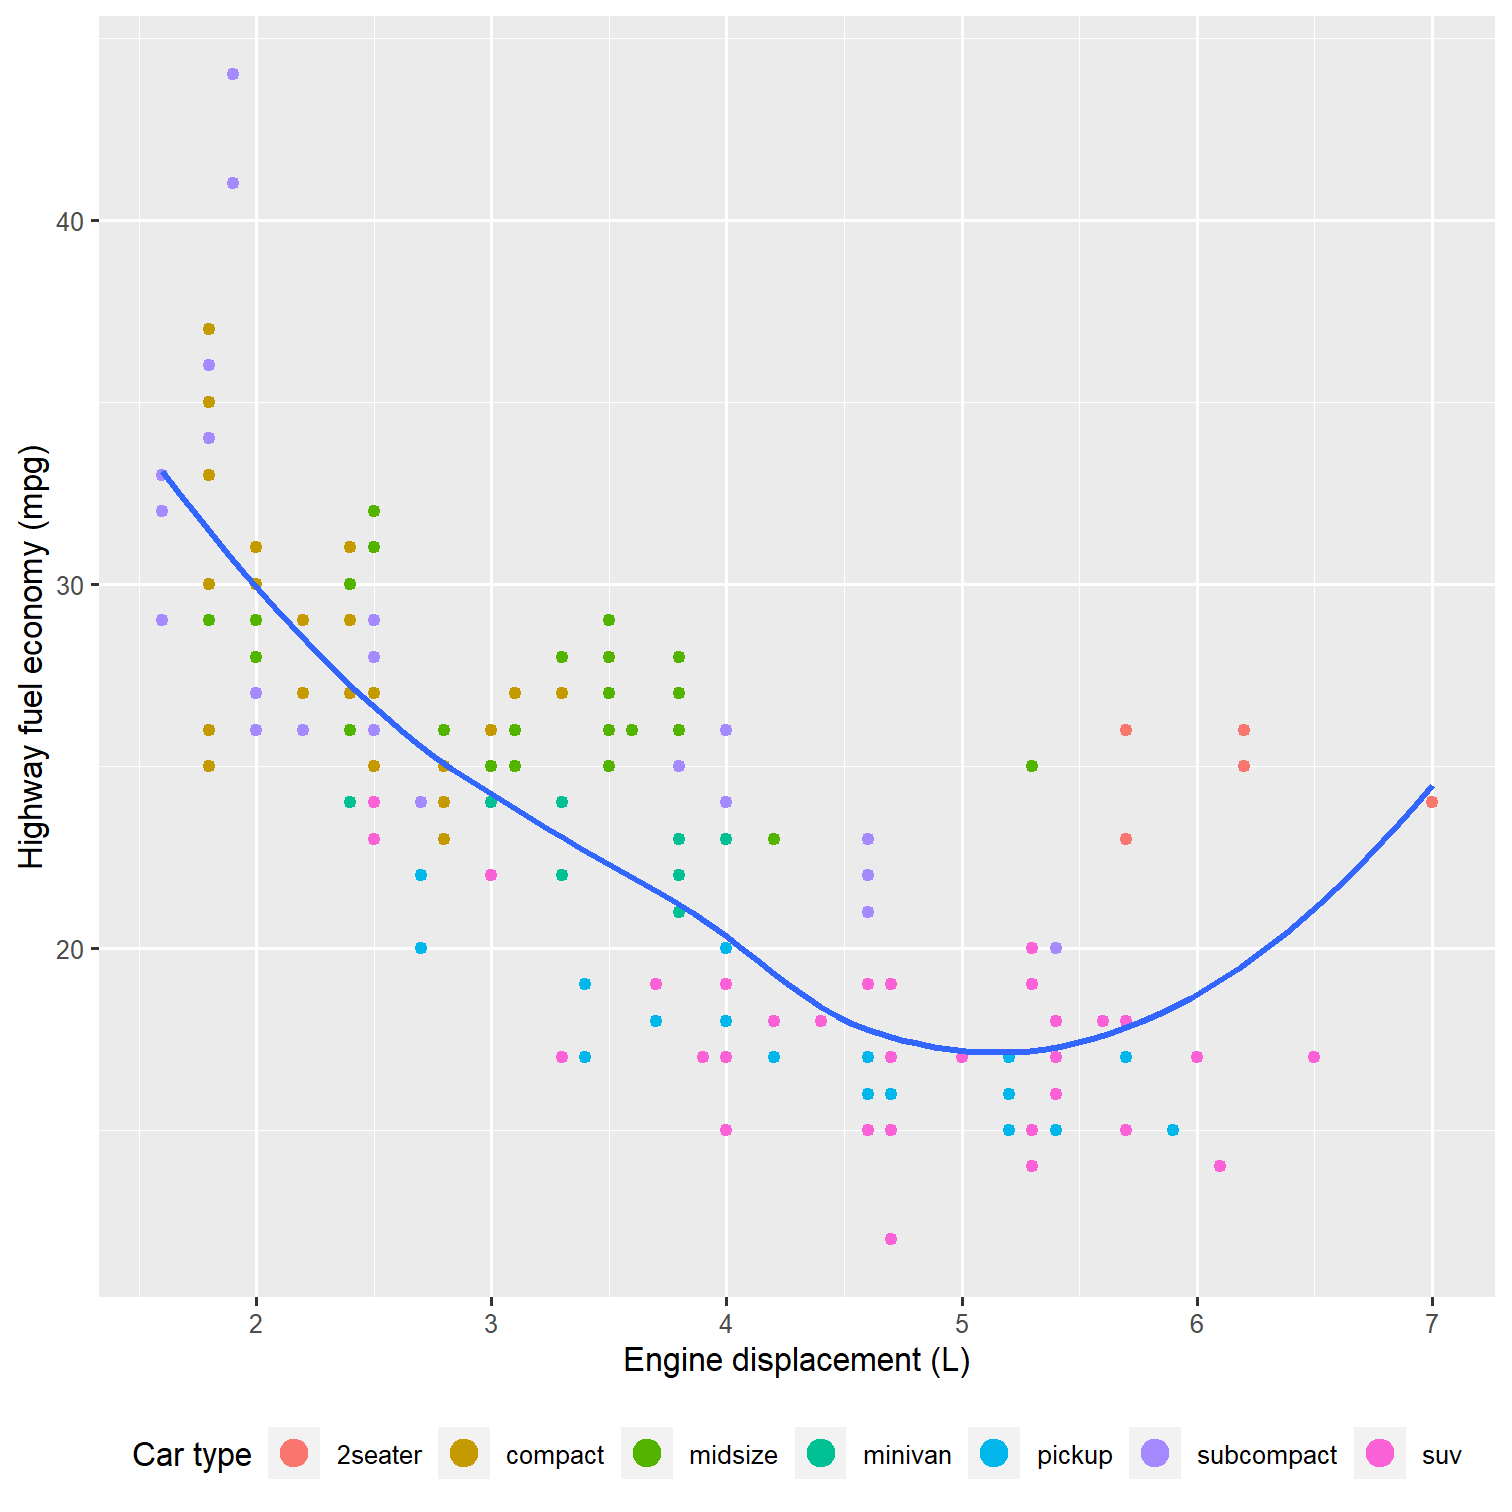 Highway fuel economy (mpg)
40
30
20
2 3 4 5 6 7
Engine displacement (L)
Car type 2seater compact midsize minivan pickup subcompact suv